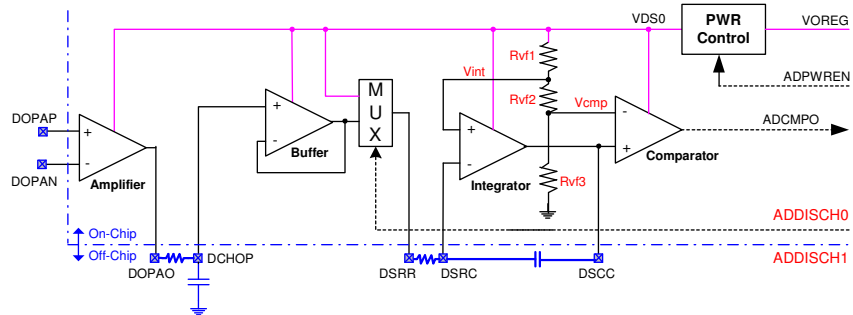 VDS0
PWR
Control
VOREG
Rvf1
Vint
ADPWREN
M
U
X
Rvf2
Vcmp
ADCMPO
DOPAP
+
+
+
-
DOPAN
-
-
-
+
Buffer
Amplifier
Integrator
Comparator
Rvf3
ADDISCH0
On-Chip
Off-Chip
ADDISCH1
DOPAO
DCHOP
DSRR
DSRC
DSCC